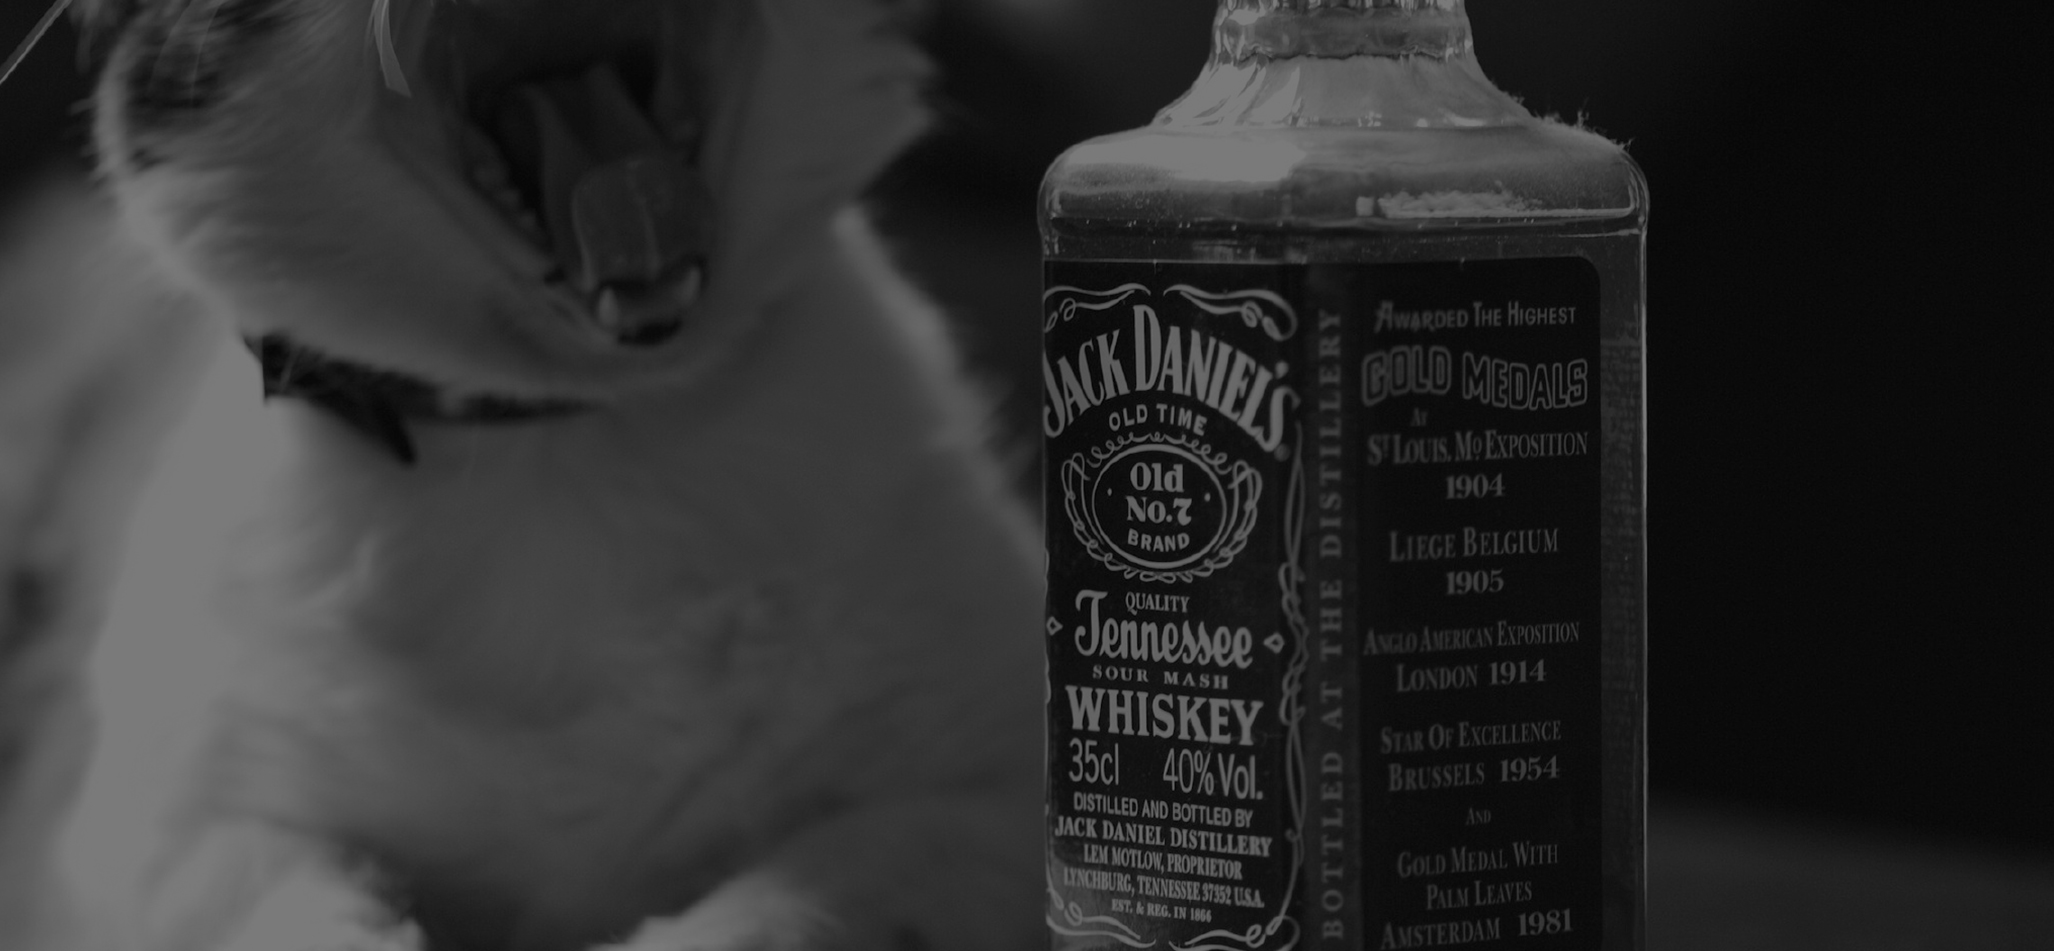 JACK DANIEL'S
OLD TIME
Old
No.7
BRAND
QUALITY
Tennessee
SOUR MASH
WHISKEY
35cl 40% Vol.
DISTILLED AND BOTTLED BY
JACK DANIEL DISTILLERY
LEM MOTLOW, PROPRIETOR
LYNCHBURG, TENNESSEE 37352 U.S.A.
EST. & REG. IN 1866
BOTTLED AT THE DISTILLERY
AWARDED THE HIGHEST
GOLD MEDALS
AT
ST LOUIS, MO EXPOSITION
1904
LIEGE BELGIUM
1905
ANGLO AMERICAN EXPOSITION
LONDON 1914
STAR OF EXCELLENCE
BRUSSELS 1954
AND
GOLD MEDAL WITH
PALM LEAVES
AMSTERDAM 1981